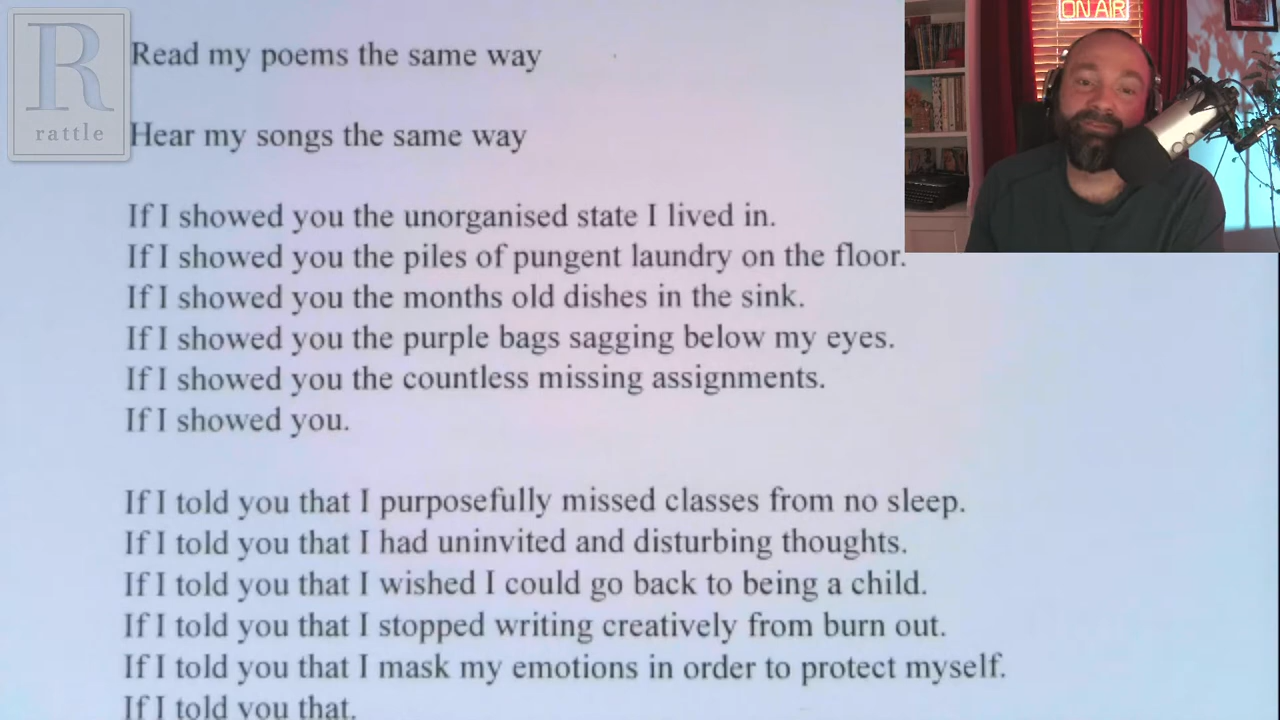 R
rattle
ON AIR
Read my poems the same way
Hear my songs the same way
If I showed you the unorganised state I lived in.
If I showed you the piles of pungent laundry on the floor.
If I showed you the months old dishes in the sink.
If I showed you the purple bags sagging below my eyes.
If I showed you the countless missing assignments.
If I showed you.
If I told you that I purposefully missed classes from no sleep.
If I told you that I had uninvited and disturbing thoughts.
If I told you that I wished I could go back to being a child.
If I told you that I stopped writing creatively from burn out.
If I told you that I mask my emotions in order to protect myself.
If I told you that.